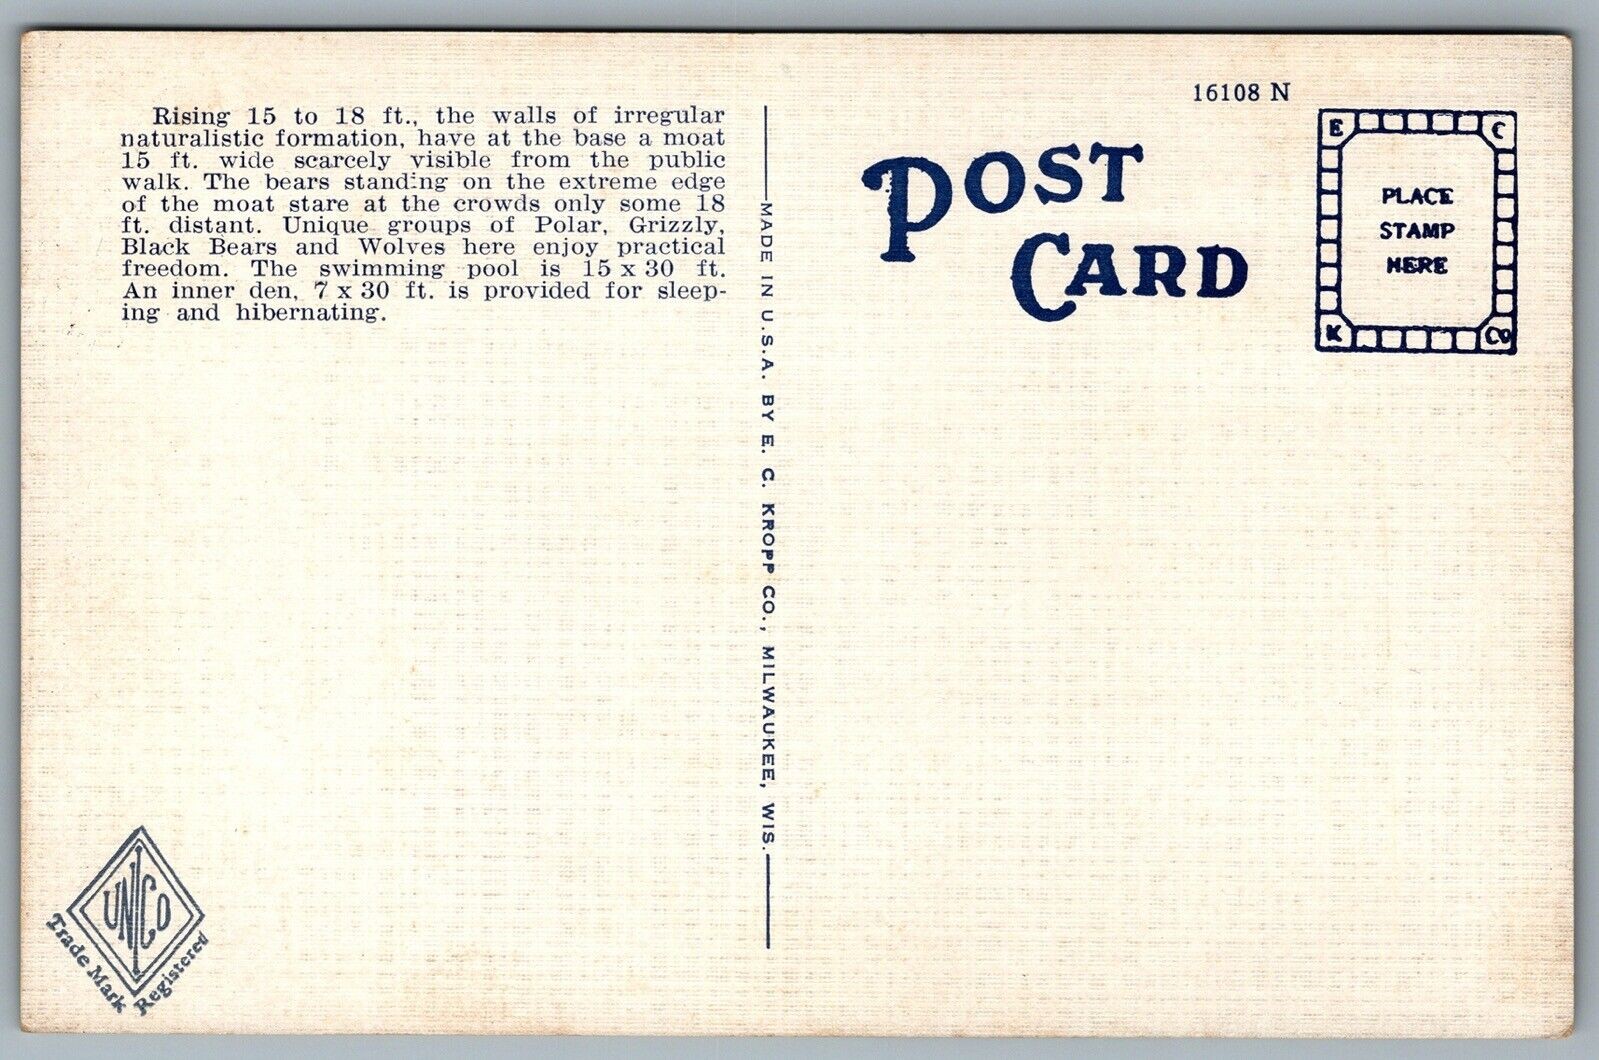 Rising 15 to 18 ft., the walls of irregular
naturalistic formation, have at the base a moat
15 ft. wide scarcely visible from the public
walk. The bears standing on the extreme edge
of the moat stare at the crowds only some 18
ft. distant. Unique groups of Polar, Grizzly,
Black Bears and Wolves here enjoy practical
freedom. The swimming pool is 15 x 30 ft.
An inner den, 7 x 30 ft. is provided for sleep-
ing and hibernating.
MADE IN U.S.A. BY E. C. KROPP CO., MILWAUKEE, WIS.
16108 N
POST
CARD
E C
PLACE
STAMP
HERE
K CO
UNICO
Trade Mark Registered